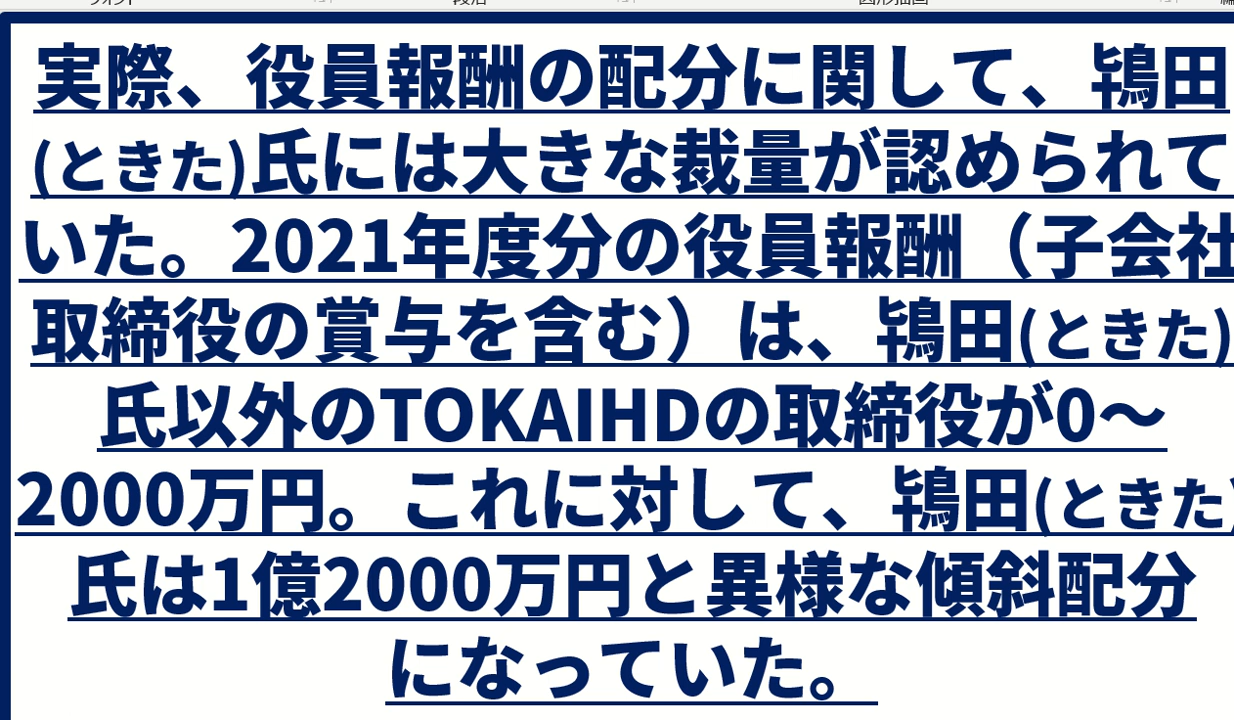 実際、役員報酬の配分に関して、鴇田
(ときた)氏には大きな裁量が認められて
いた。2021年度分の役員報酬（子会社
取締役の賞与を含む）は、鴇田(ときた)
氏以外のTOKAIHDの取締役が0～
2000万円。これに対して、鴇田(ときた)
氏は1億2000万円と異様な傾斜配分
になっていた。